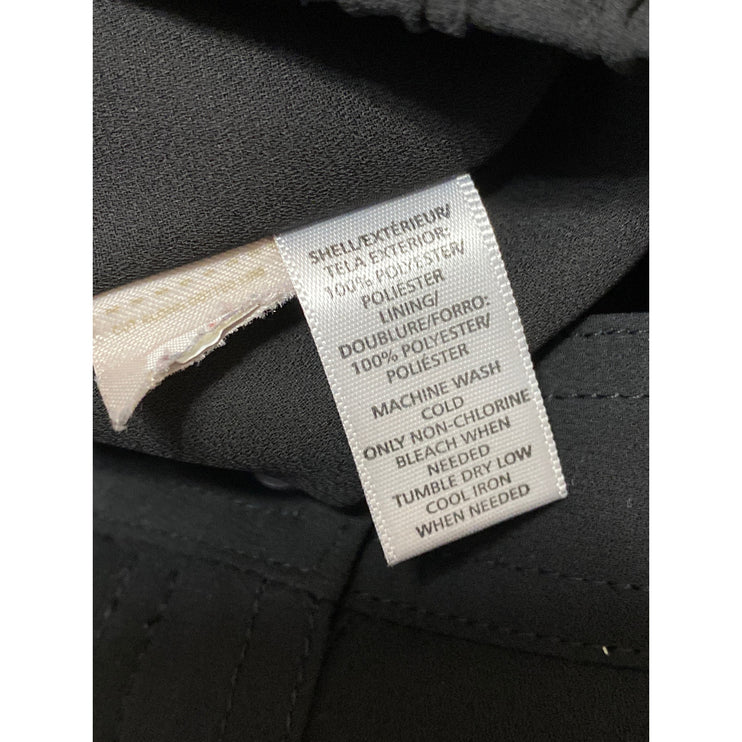 SHELL/EXTÉRIEUR/
TELA EXTERIOR:
100% POLYESTER/
POLIESTER
LINING/
DOUBLURE/FORRO:
100% POLYESTER/
POLIÉSTER
MACHINE WASH
COLD
ONLY NON-CHLORINE
BLEACH WHEN
NEEDED
TUMBLE DRY LOW
COOL IRON
WHEN NEEDED